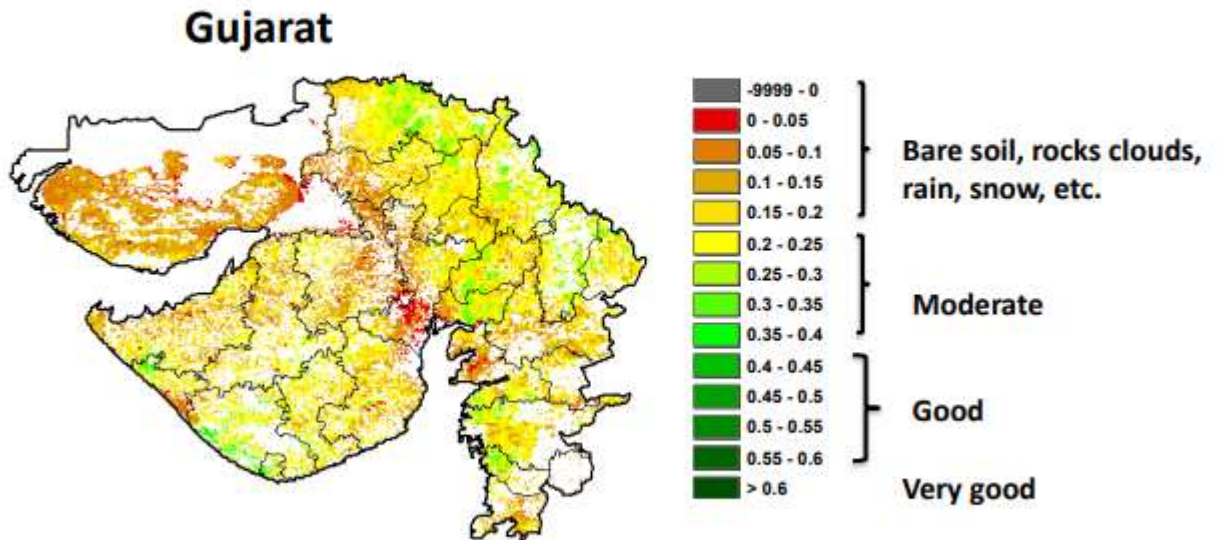 Gujarat
-9999 - 0
0 - 0.05
0.05 - 0.1
0.1 - 0.15
0.15 - 0.2
Bare soil, rocks clouds,
rain, snow, etc.
0.2 - 0.25
0.25 - 0.3
0.3 - 0.35
0.35 - 0.4
Moderate
0.4 - 0.45
0.45 - 0.5
0.5 - 0.55
0.55 - 0.6
Good
> 0.6
Very good